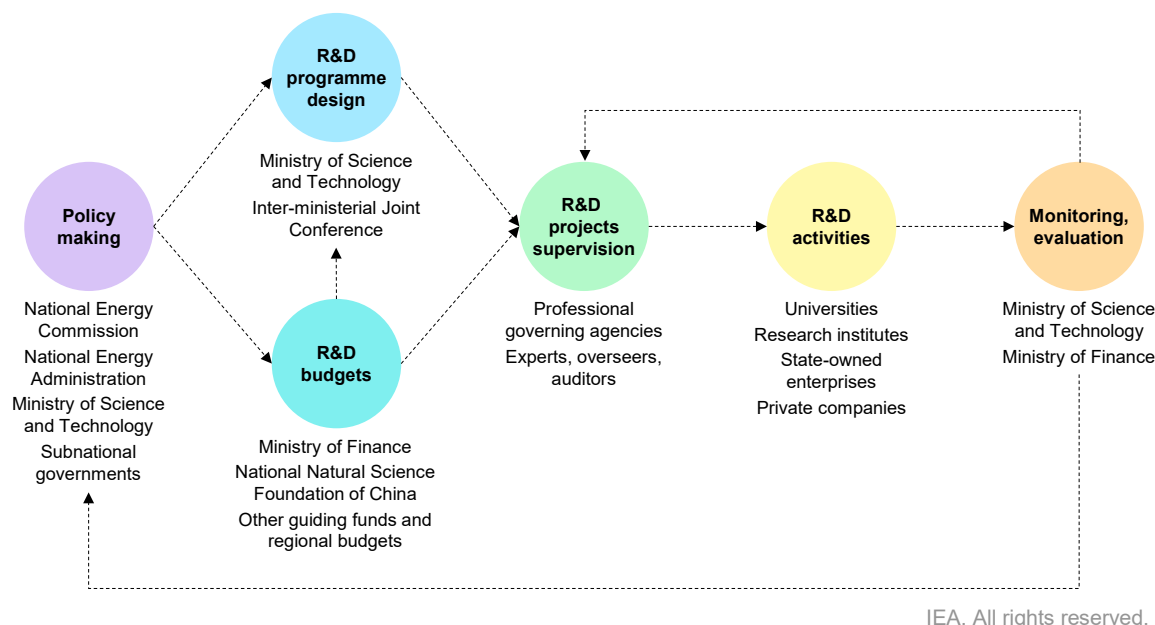 R&D
programme
design
Ministry of Science
and Technology
Inter-ministerial Joint
Conference
Policy
making
National Energy
Commission
National Energy
Administration
Ministry of Science
and Technology
Subnational
governments
R&D
budgets
Ministry of Finance
National Natural Science
Foundation of China
Other guiding funds and
regional budgets
R&D
projects
supervision
Professional
governing agencies
Experts, overseers,
auditors
R&D
activities
Universities
Research institutes
State-owned
enterprises
Private companies
Monitoring,
evaluation
Ministry of Science
and Technology
Ministry of Finance
IEA. All rights reserved.